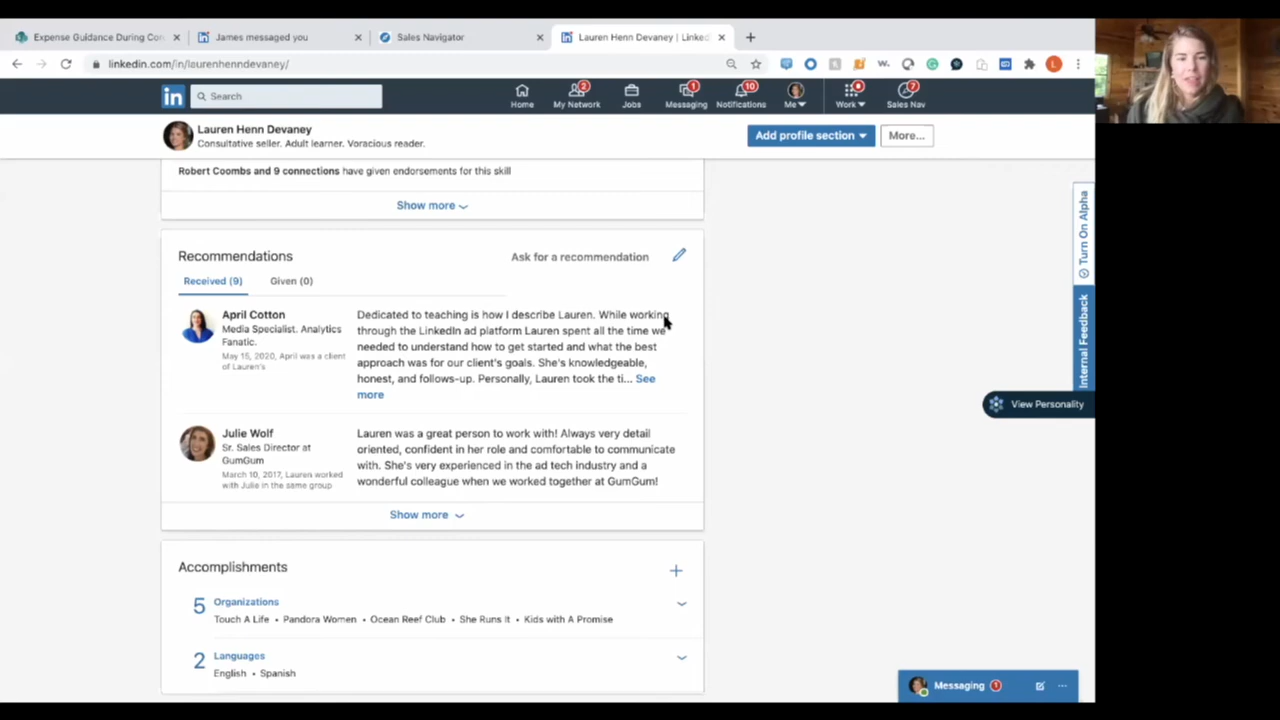 Expense Guidance During Con
James messaged you
Sales Navigator
Lauren Henn Devaney | Linked
linkedin.com/in/laurenhenndevaney/
in
Search
Home
2
My Network
Jobs
1
Messaging
10
Notifications
Me
Work
7
Sales Nav
Lauren Henn Devaney
Consultative seller. Adult learner. Voracious reader.
Add profile section
More...
Robert Coombs and 9 connections have given endorsements for this skill
Show more
Recommendations
Ask for a recommendation
Received (9)
Given (0)
April Cotton
Media Specialist. Analytics
Fanatic.
May 15, 2020, April was a client
of Lauren's
Dedicated to teaching is how I describe Lauren. While working
through the LinkedIn ad platform Lauren spent all the time we
needed to understand how to get started and what the best
approach was for our client's goals. She's knowledgeable,
honest, and follows-up. Personally, Lauren took the ti... See
more
Julie Wolf
Sr. Sales Director at
GumGum
March 10, 2017, Lauren worked
with Julie in the same group
Lauren was a great person to work with! Always very detail
oriented, confident in her role and comfortable to communicate
with. She's very experienced in the ad tech industry and a
wonderful colleague when we worked together at GumGum!
Show more
Accomplishments
5
Organizations
Touch A Life • Pandora Women • Ocean Reef Club • She Runs It • Kids with A Promise
2
Languages
English • Spanish
Turn On Alpha
Internal Feedback
View Personality
Messaging 1